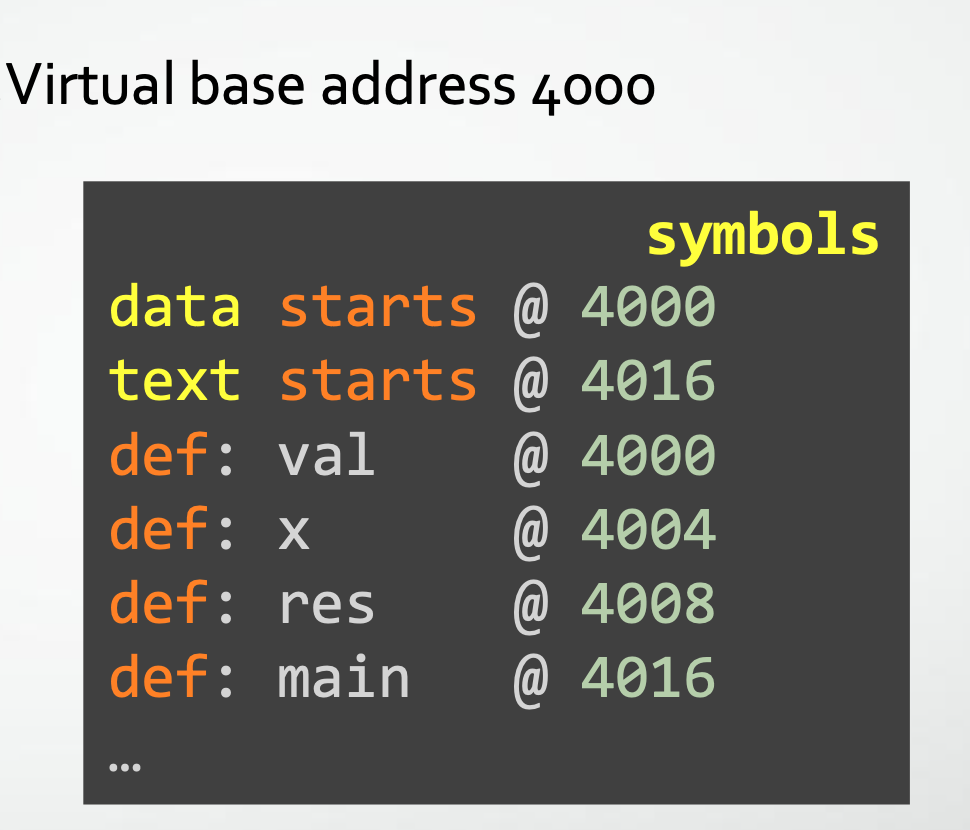 Virtual base address 4000
symbols
data starts @ 4000
text starts @ 4016
def: val @ 4000
def: x @ 4004
def: res @ 4008
def: main @ 4016
…